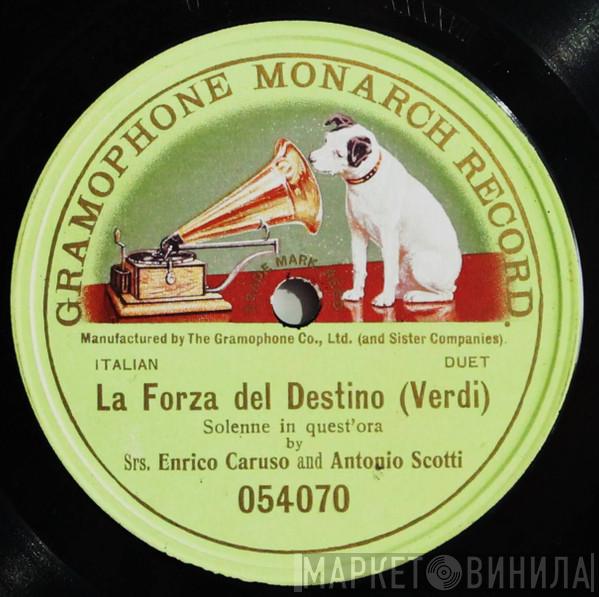 GRAMOPHONE MONARCH RECORD.
TRADE MARK
Manufactured by The Gramophone Co., Ltd. (and Sister Companies).
ITALIAN DUET
La Forza del Destino (Verdi)
Solenne in quest'ora
by
Srs. Enrico Caruso and Antonio Scotti
054070
МАРКЕТ ВИНИЛА